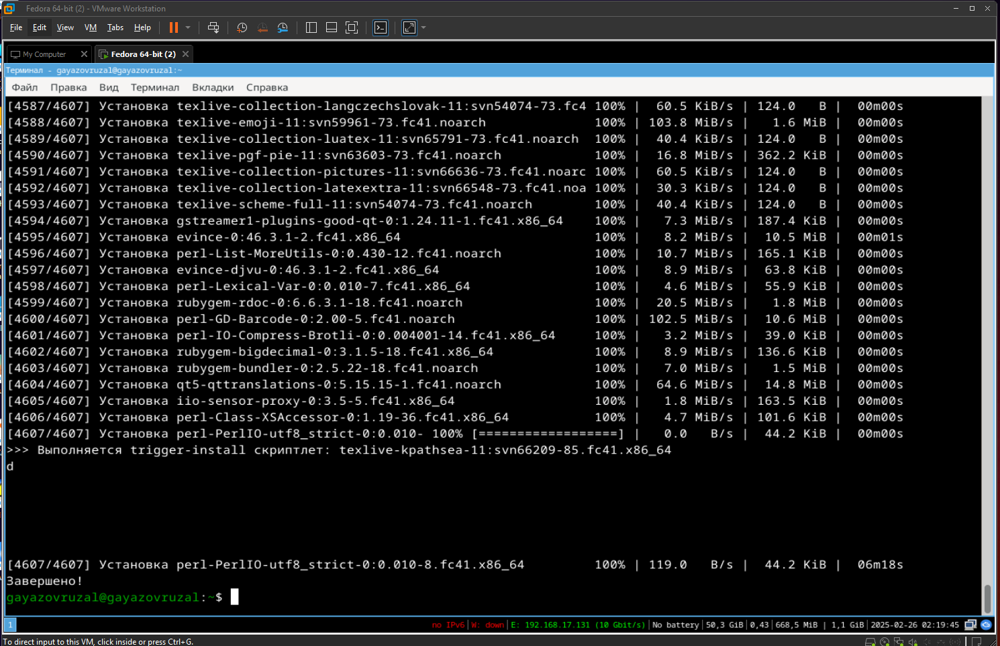 Fedora 64-bit (2) - VMware Workstation
File Edit View VM Tabs Help
My Computer Fedora 64-bit (2)
Терминал - gayazovruzal@gayazovruzal:~
Файл Правка Вид Терминал Вкладки Справка
[4587/4607] Установка texlive-collection-langczechslovak-11:svn54074-73.fc4 100% | 60.5 KiB/s | 124.0 B | 00m00s
[4588/4607] Установка texlive-emoji-11:svn59961-73.fc41.noarch 100% | 103.8 MiB/s | 1.6 MiB | 00m00s
[4589/4607] Установка texlive-collection-luatex-11:svn65791-73.fc41.noarch 100% | 40.4 KiB/s | 124.0 B | 00m00s
[4590/4607] Установка texlive-pgf-pie-11:svn63603-73.fc41.noarch 100% | 16.8 MiB/s | 362.2 KiB | 00m00s
[4591/4607] Установка texlive-collection-pictures-11:svn66636-73.fc41.noarc 100% | 60.5 KiB/s | 124.0 B | 00m00s
[4592/4607] Установка texlive-collection-latexextra-11:svn66548-73.fc41.noa 100% | 30.3 KiB/s | 124.0 B | 00m00s
[4593/4607] Установка texlive-scheme-full-11:svn54074-73.fc41.noarch 100% | 40.4 KiB/s | 124.0 B | 00m00s
[4594/4607] Установка gstreamer1-plugins-good-qt-0:1.24.11-1.fc41.x86_64 100% | 7.3 MiB/s | 187.4 KiB | 00m00s
[4595/4607] Установка evince-0:46.3.1-2.fc41.x86_64 100% | 8.2 MiB/s | 10.5 MiB | 00m01s
[4596/4607] Установка perl-List-MoreUtils-0:0.430-12.fc41.noarch 100% | 10.7 MiB/s | 165.1 KiB | 00m00s
[4597/4607] Установка evince-djvu-0:46.3.1-2.fc41.x86_64 100% | 8.9 MiB/s | 63.8 KiB | 00m00s
[4598/4607] Установка perl-Lexical-Var-0:0.010-7.fc41.x86_64 100% | 4.6 MiB/s | 55.9 KiB | 00m00s
[4599/4607] Установка rubygem-rdoc-0:6.6.3.1-18.fc41.noarch 100% | 20.5 MiB/s | 1.8 MiB | 00m00s
[4600/4607] Установка perl-GD-Barcode-0:2.00-5.fc41.noarch 100% | 102.5 MiB/s | 10.6 MiB | 00m00s
[4601/4607] Установка perl-IO-Compress-Brotli-0:0.004001-14.fc41.x86_64 100% | 3.2 MiB/s | 39.0 KiB | 00m00s
[4602/4607] Установка rubygem-bigdecimal-0:3.1.5-18.fc41.x86_64 100% | 8.9 MiB/s | 136.6 KiB | 00m00s
[4603/4607] Установка rubygem-bundler-0:2.5.22-18.fc41.noarch 100% | 7.0 MiB/s | 1.5 MiB | 00m00s
[4604/4607] Установка qt5-qttranslations-0:5.15.15-1.fc41.noarch 100% | 64.6 MiB/s | 14.8 MiB | 00m00s
[4605/4607] Установка iio-sensor-proxy-0:3.5-5.fc41.x86_64 100% | 1.8 MiB/s | 163.5 KiB | 00m00s
[4606/4607] Установка perl-Class-XSAccessor-0:1.19-36.fc41.x86_64 100% | 4.7 MiB/s | 101.6 KiB | 00m00s
[4607/4607] Установка perl-PerlIO-utf8_strict-0:0.010- 100% [==================] | 0.0 B/s | 44.2 KiB | 00m00s
>>> Выполняется trigger-install скриптлет: texlive-kpathsea-11:svn66209-85.fc41.x86_64
d
[4607/4607] Установка perl-PerlIO-utf8_strict-0:0.010-8.fc41.x86_64 100% | 119.0 B/s | 44.2 KiB | 06m18s
Завершено!
gayazovruzal@gayazovruzal:~$
1 no IPv6|W: down|E: 192.168.17.131 (10 Gbit/s)|No battery|50,3 GiB|0,43|668,5 MiB | 1,1 GiB|2025-02-26 02:19:45
To direct input to this VM, click inside or press Ctrl+G.